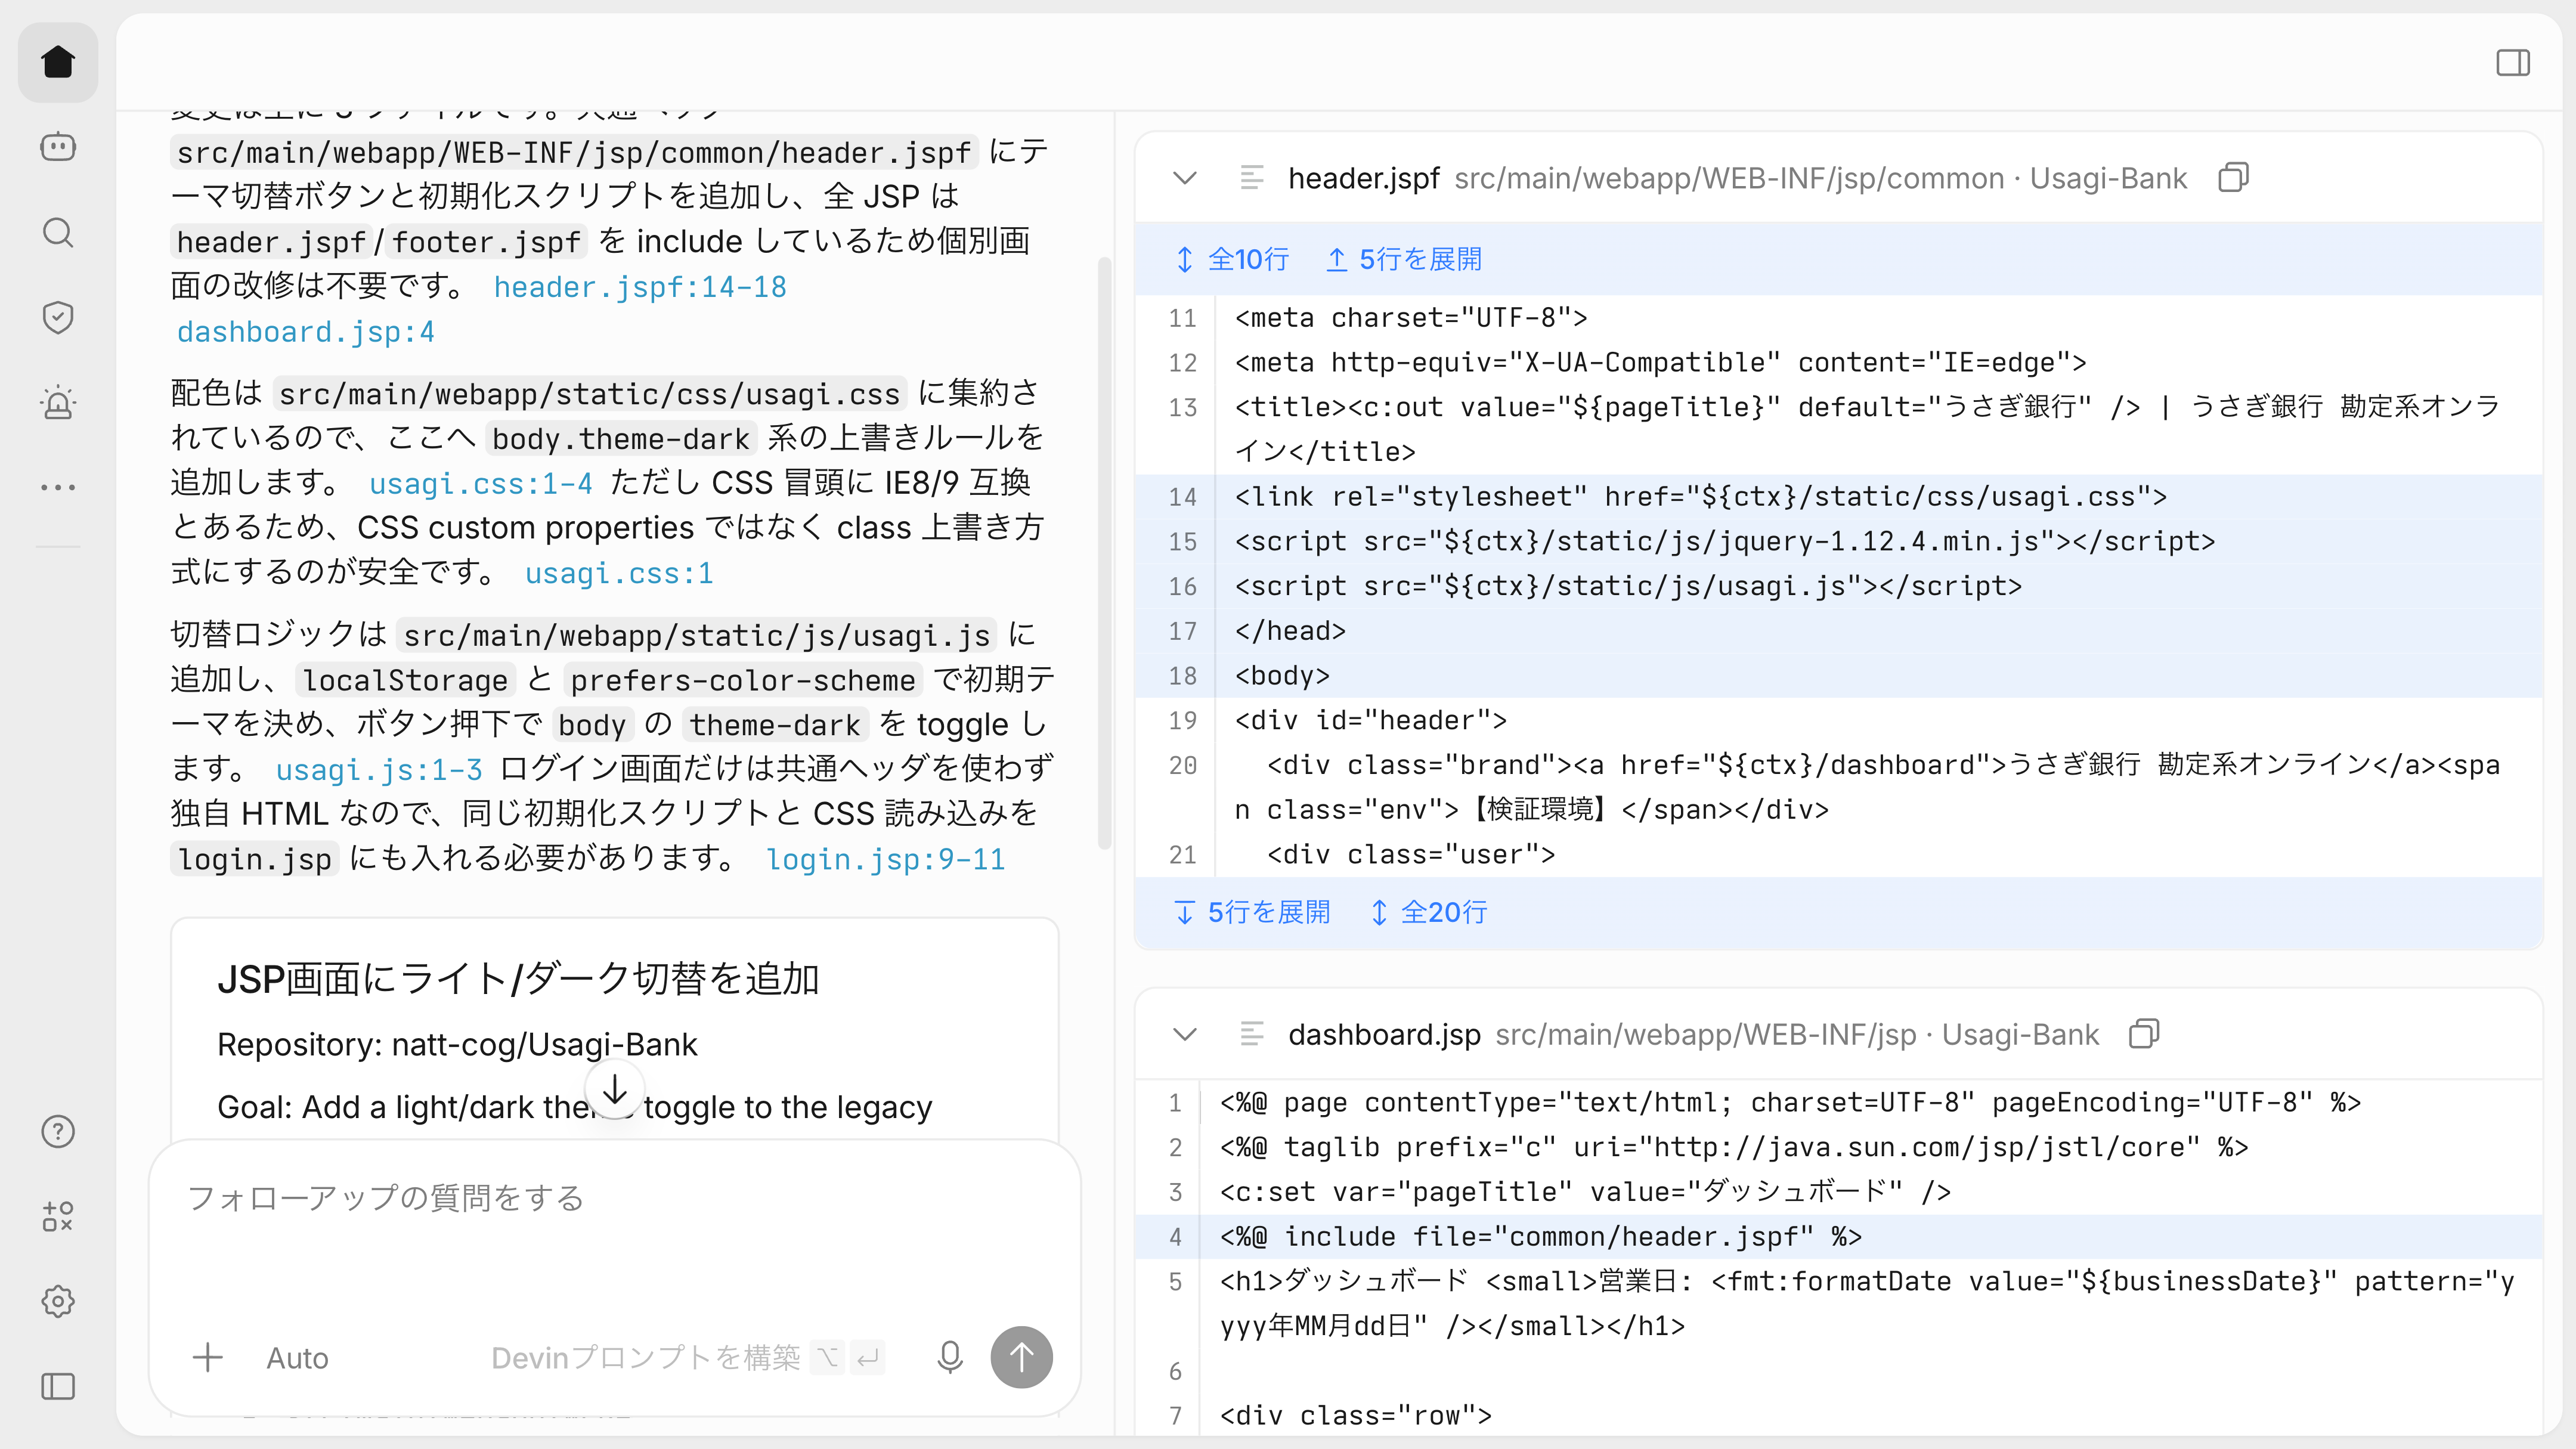 src/main/webapp/WEB-INF/jsp/common/header.jspf にテ
ーマ切替ボタンと初期化スクリプトを追加し、全 JSP は
header.jspf/footer.jspf を include しているため個別画
面の改修は不要です。 header.jspf:14-18
dashboard.jsp:4
配色は src/main/webapp/static/css/usagi.css に集約さ
れているので、ここへ body.theme-dark 系の上書きルールを
追加します。 usagi.css:1-4 ただし CSS 冒頭に IE8/9 互換
とあるため、CSS custom properties ではなく class 上書き方
式にするのが安全です。 usagi.css:1
切替ロジックは src/main/webapp/static/js/usagi.js に
追加し、 localStorage と prefers-color-scheme で初期テ
ーマを決め、ボタン押下で body の theme-dark を toggle し
ます。 usagi.js:1-3 ログイン画面だけは共通ヘッダを使わず
独自 HTML なので、同じ初期化スクリプトと CSS 読み込みを
login.jsp にも入れる必要があります。 login.jsp:9-11
JSP画面にライト/ダーク切替を追加
Repository: natt-cog/Usagi-Bank
Goal: Add a light/dark theme toggle to the legacy
フォローアップの質問をする
Auto
Devinプロンプトを構築
header.jspf src/main/webapp/WEB-INF/jsp/common · Usagi-Bank
全10行 5行を展開
11 <meta charset="UTF-8">
12 <meta http-equiv="X-UA-Compatible" content="IE=edge">
13 <title><c:out value="${pageTitle}" default="うさぎ銀行" /> | うさぎ銀行 勘定系オンラ
イン</title>
14 <link rel="stylesheet" href="${ctx}/static/css/usagi.css">
15 <script src="${ctx}/static/js/jquery-1.12.4.min.js"></script>
16 <script src="${ctx}/static/js/usagi.js"></script>
17 </head>
18 <body>
19 <div id="header">
20 <div class="brand"><a href="${ctx}/dashboard">うさぎ銀行 勘定系オンライン</a><spa
n class="env">【検証環境】</span></div>
21 <div class="user">
5行を展開 全20行
dashboard.jsp src/main/webapp/WEB-INF/jsp · Usagi-Bank
1 <%@ page contentType="text/html; charset=UTF-8" pageEncoding="UTF-8" %>
2 <%@ taglib prefix="c" uri="http://java.sun.com/jsp/jstl/core" %>
3 <c:set var="pageTitle" value="ダッシュボード" />
4 <%@ include file="common/header.jspf" %>
5 <h1>ダッシュボード <small>営業日: <fmt:formatDate value="${businessDate}" pattern="y
yyy年MM月dd日" /></small></h1>
6
7 <div class="row">